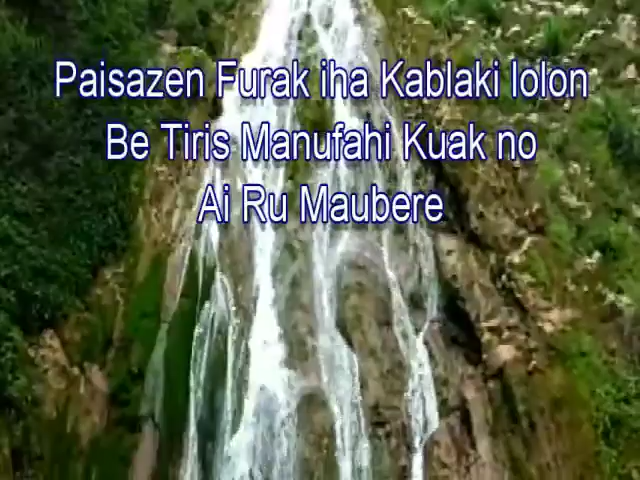 Paisazen Furak iha Kablaki lolon
Be Tiris Manufahi Kuak no
Ai Ru Maubere